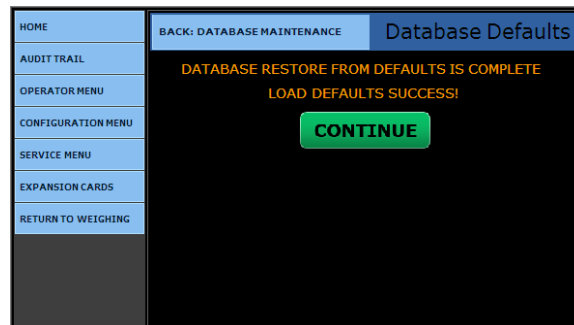 HOME
AUDIT TRAIL
OPERATOR MENU
CONFIGURATION MENU
SERVICE MENU
EXPANSION CARDS
RETURN TO WEIGHING
BACK: DATABASE MAINTENANCE
Database Defaults
DATABASE RESTORE FROM DEFAULTS IS COMPLETE
LOAD DEFAULTS SUCCESS!
CONTINUE